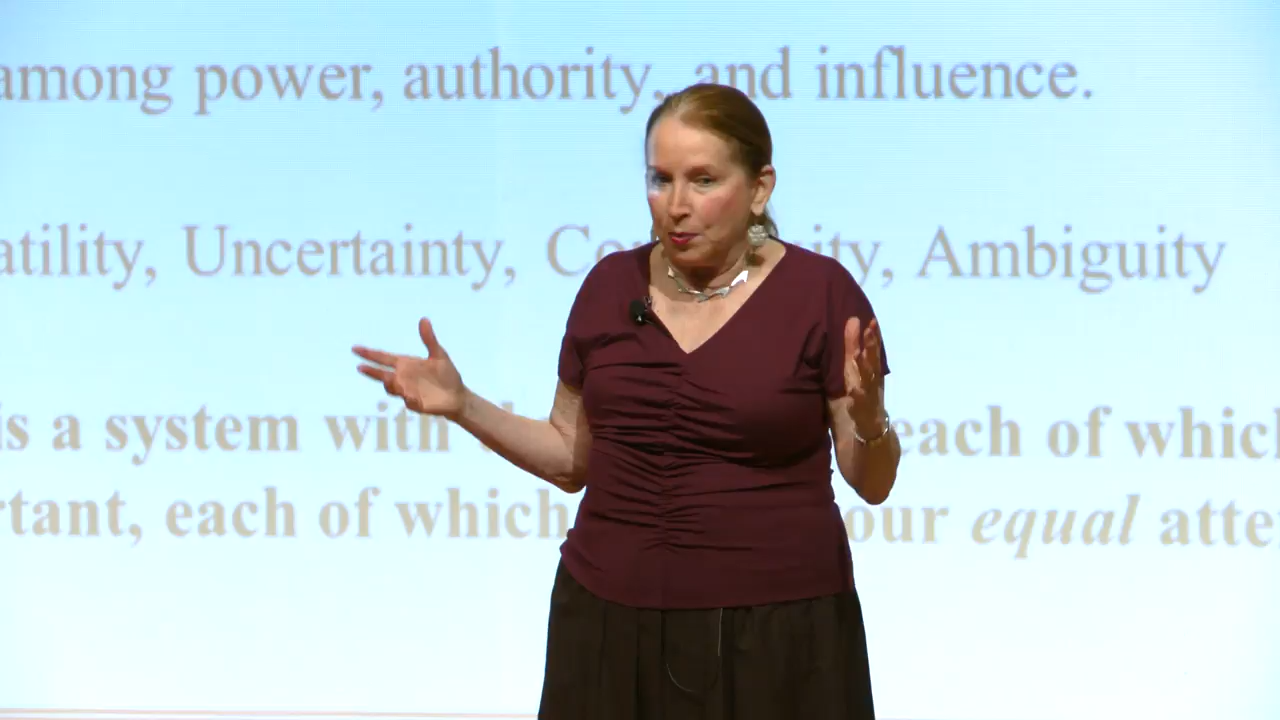 among power, authority, and influence.
atility, Uncertainty, Co uity, Ambiguity
is a system with each of which
rtant, each of which our equal atte